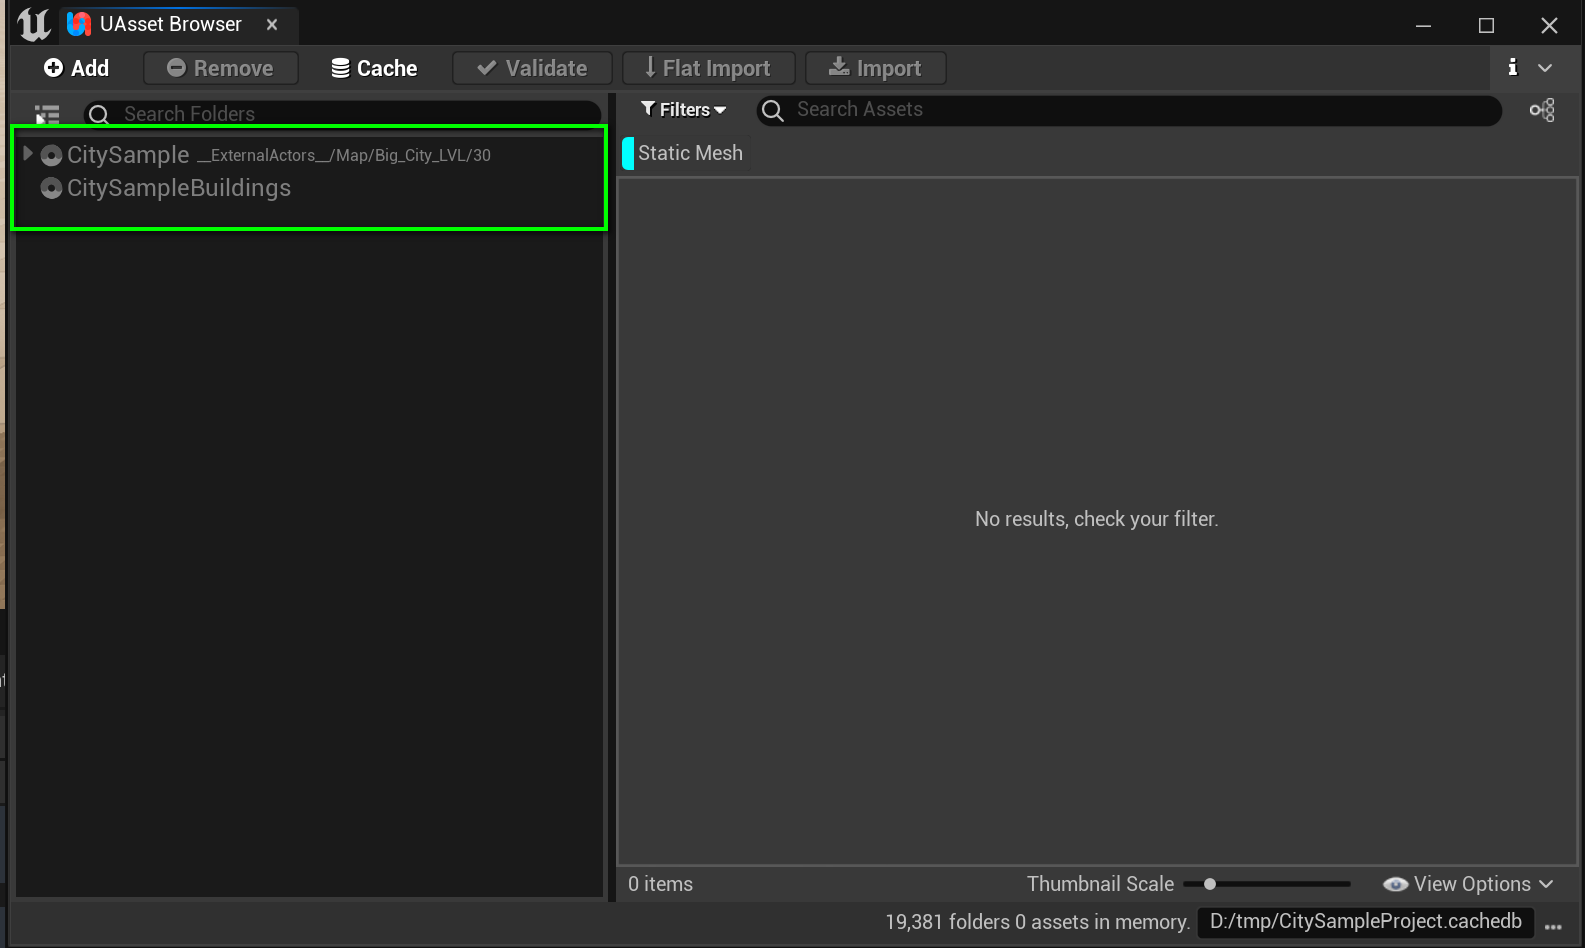 UAsset Browser
Add Remove Cache Validate Flat Import Import
Search Folders
Filters Search Assets
CitySample __ExternalActors__/Map/Big_City_LVL/30
CitySampleBuildings
Static Mesh
No results, check your filter.
0 items Thumbnail Scale View Options
19,381 folders 0 assets in memory. D:/tmp/CitySampleProject.cachedb ...